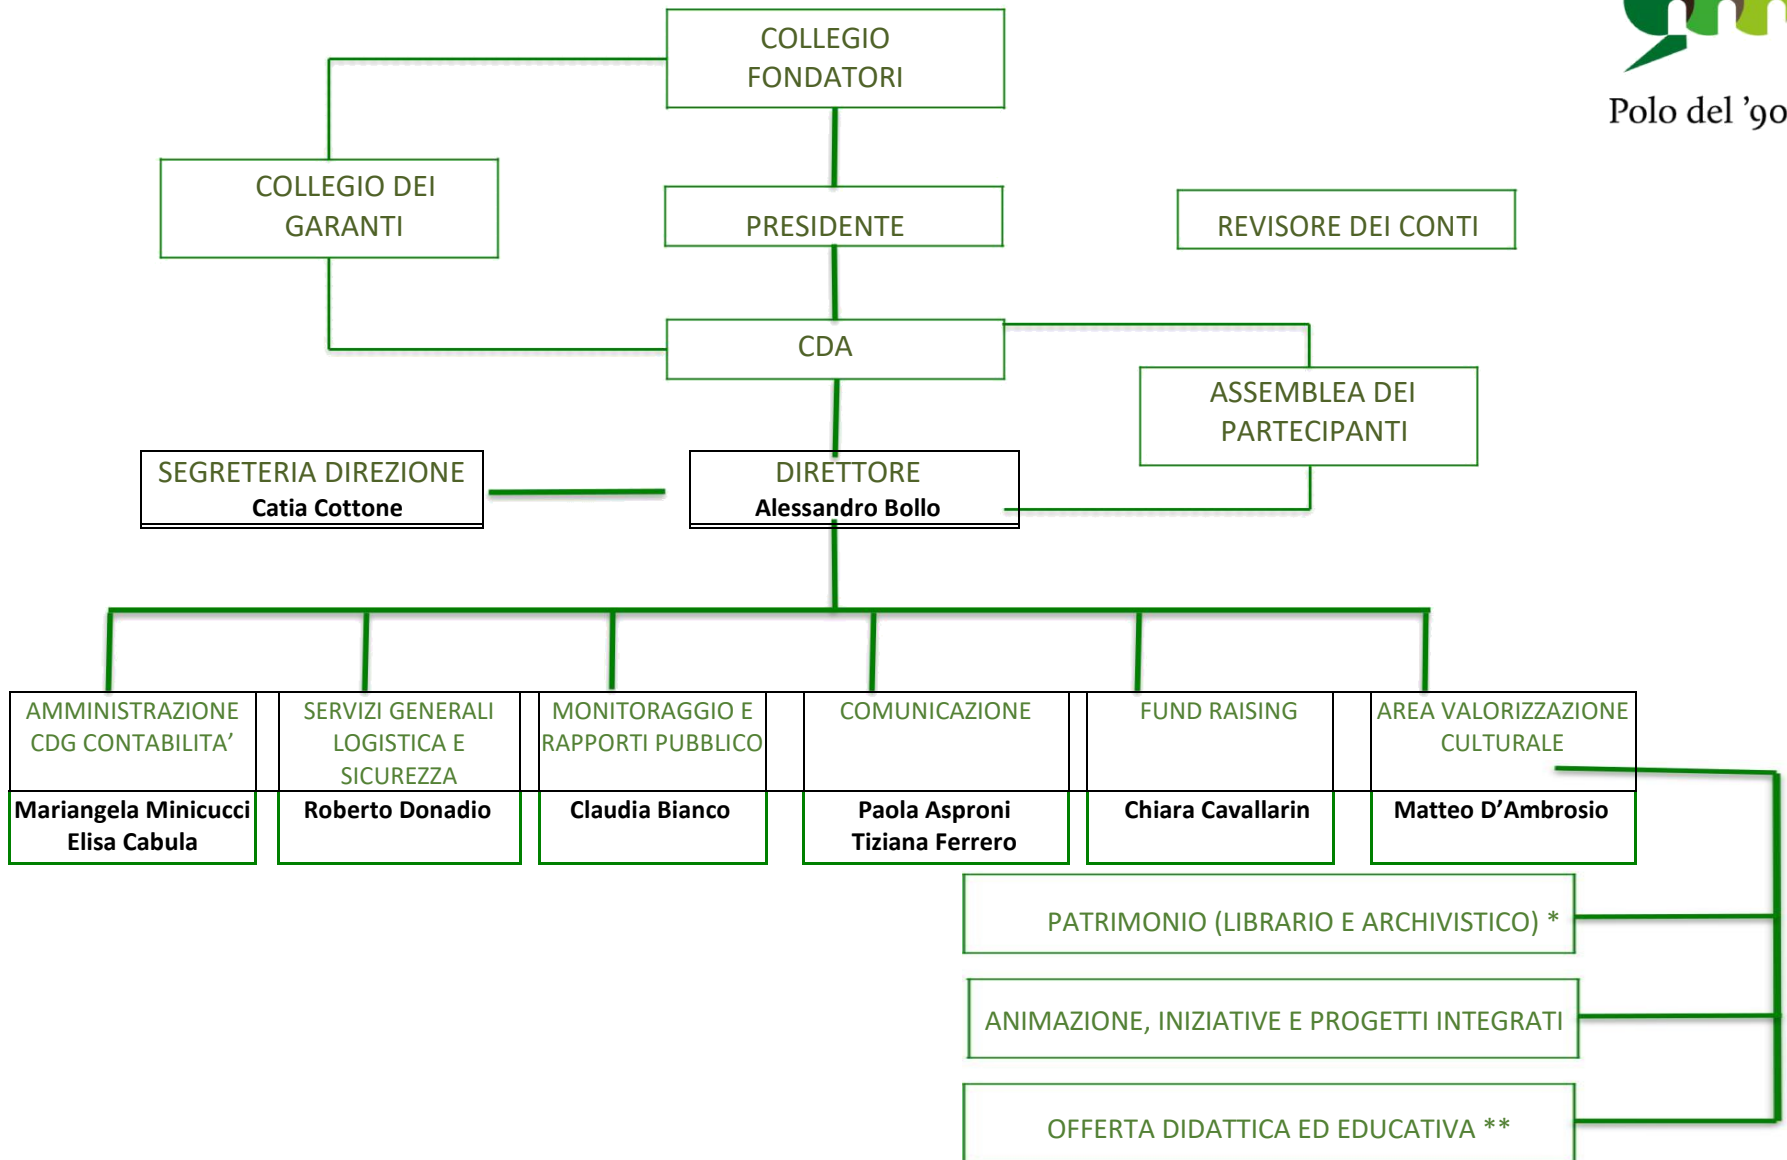 COLLEGIO
FONDATORI
Polo del '90
COLLEGIO DEI
GARANTI
PRESIDENTE
REVISORE DEI CONTI
CDA
ASSEMBLEA DEI
PARTECIPANTI
SEGRETERIA DIREZIONE
Catia Cottone
DIRETTORE
Alessandro Bollo
AMMINISTRAZIONE
CDG CONTABILITA’
Mariangela Minicucci
Elisa Cabula
SERVIZI GENERALI
LOGISTICA E
SICUREZZA
Roberto Donadio
MONITORAGGIO E
RAPPORTI PUBBLICO
Claudia Bianco
COMUNICAZIONE
Paola Asproni
Tiziana Ferrero
FUND RAISING
Chiara Cavallarin
AREA VALORIZZAZIONE
CULTURALE
Matteo D’Ambrosio
PATRIMONIO (LIBRARIO E ARCHIVISTICO) *
ANIMAZIONE, INIZIATIVE E PROGETTI INTEGRATI
OFFERTA DIDATTICA ED EDUCATIVA **